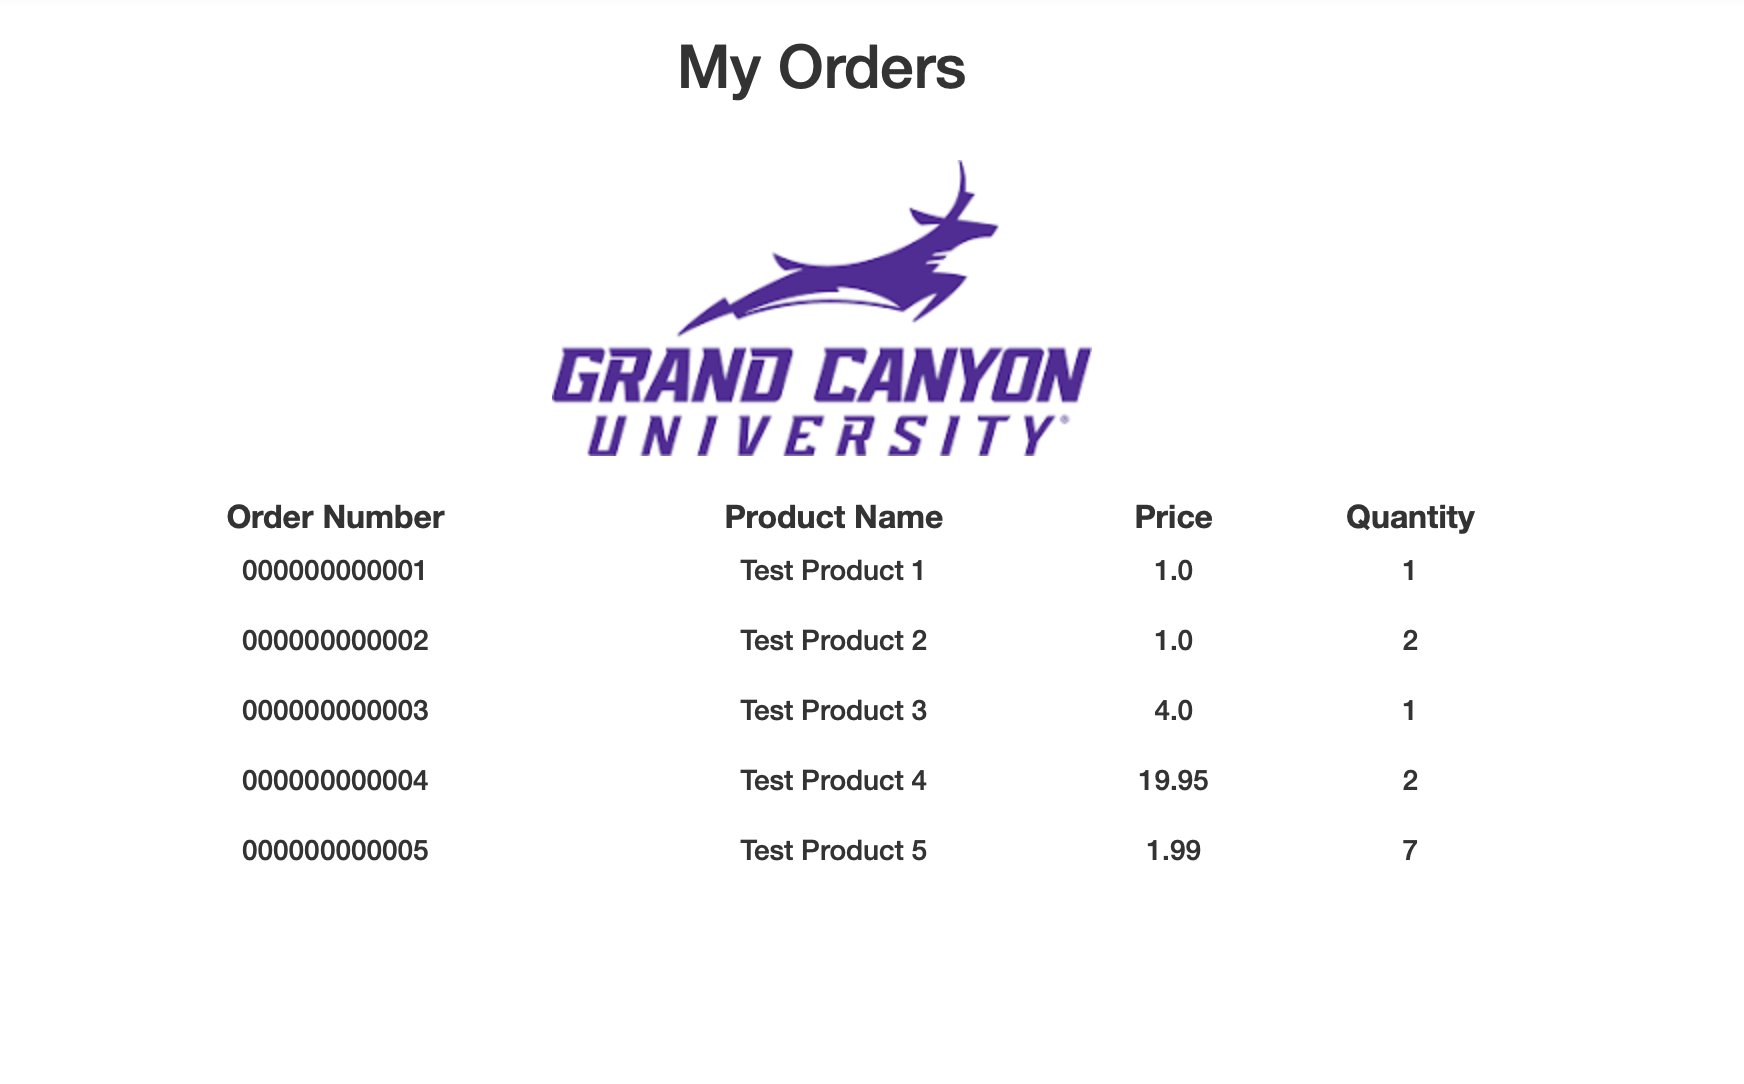 My Orders
GRAND CANYON
UNIVERSITY®
Order Number Product Name Price Quantity
000000000001 Test Product 1 1.0 1
000000000002 Test Product 2 1.0 2
000000000003 Test Product 3 4.0 1
000000000004 Test Product 4 19.95 2
000000000005 Test Product 5 1.99 7